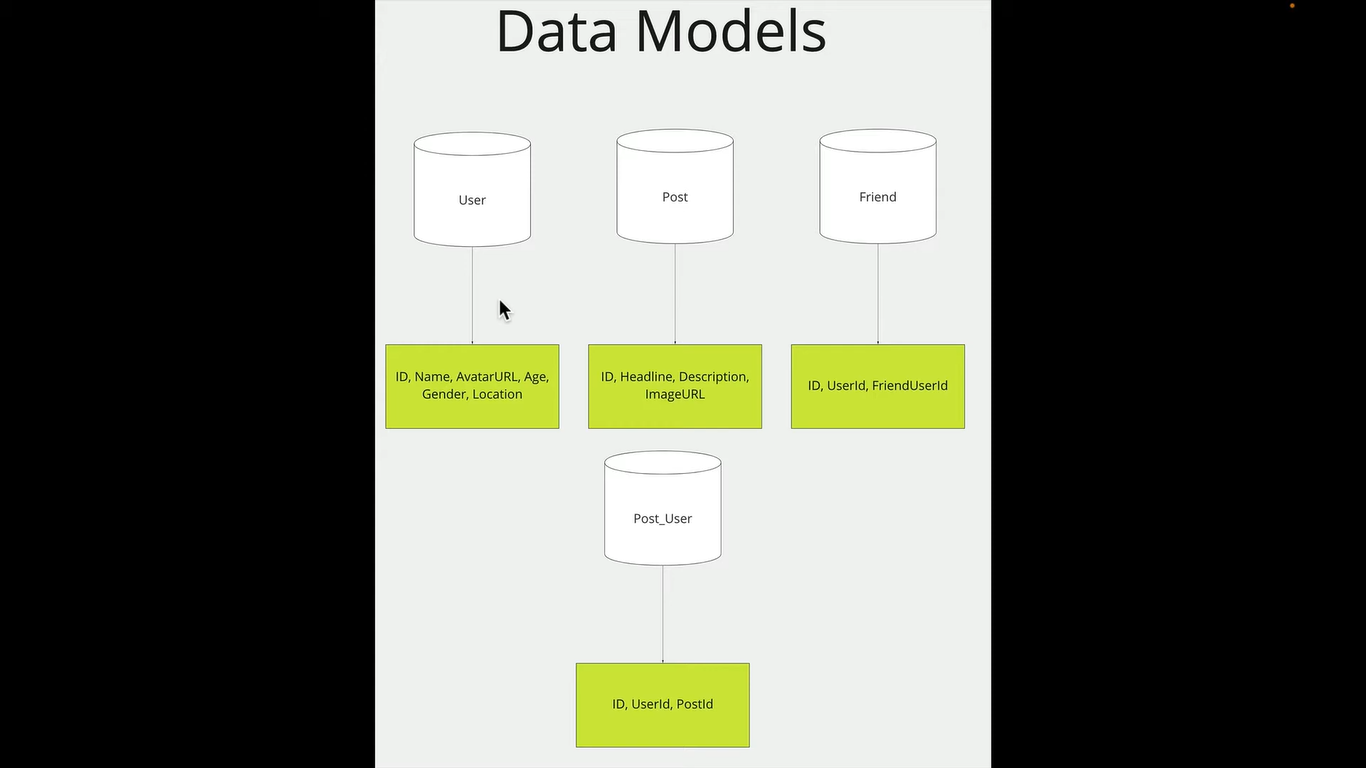 Data Models
User
Post
Friend
ID, Name, AvatarURL, Age,
Gender, Location
ID, Headline, Description,
ImageURL
ID, UserId, FriendUserId
Post_User
ID, UserId, PostId